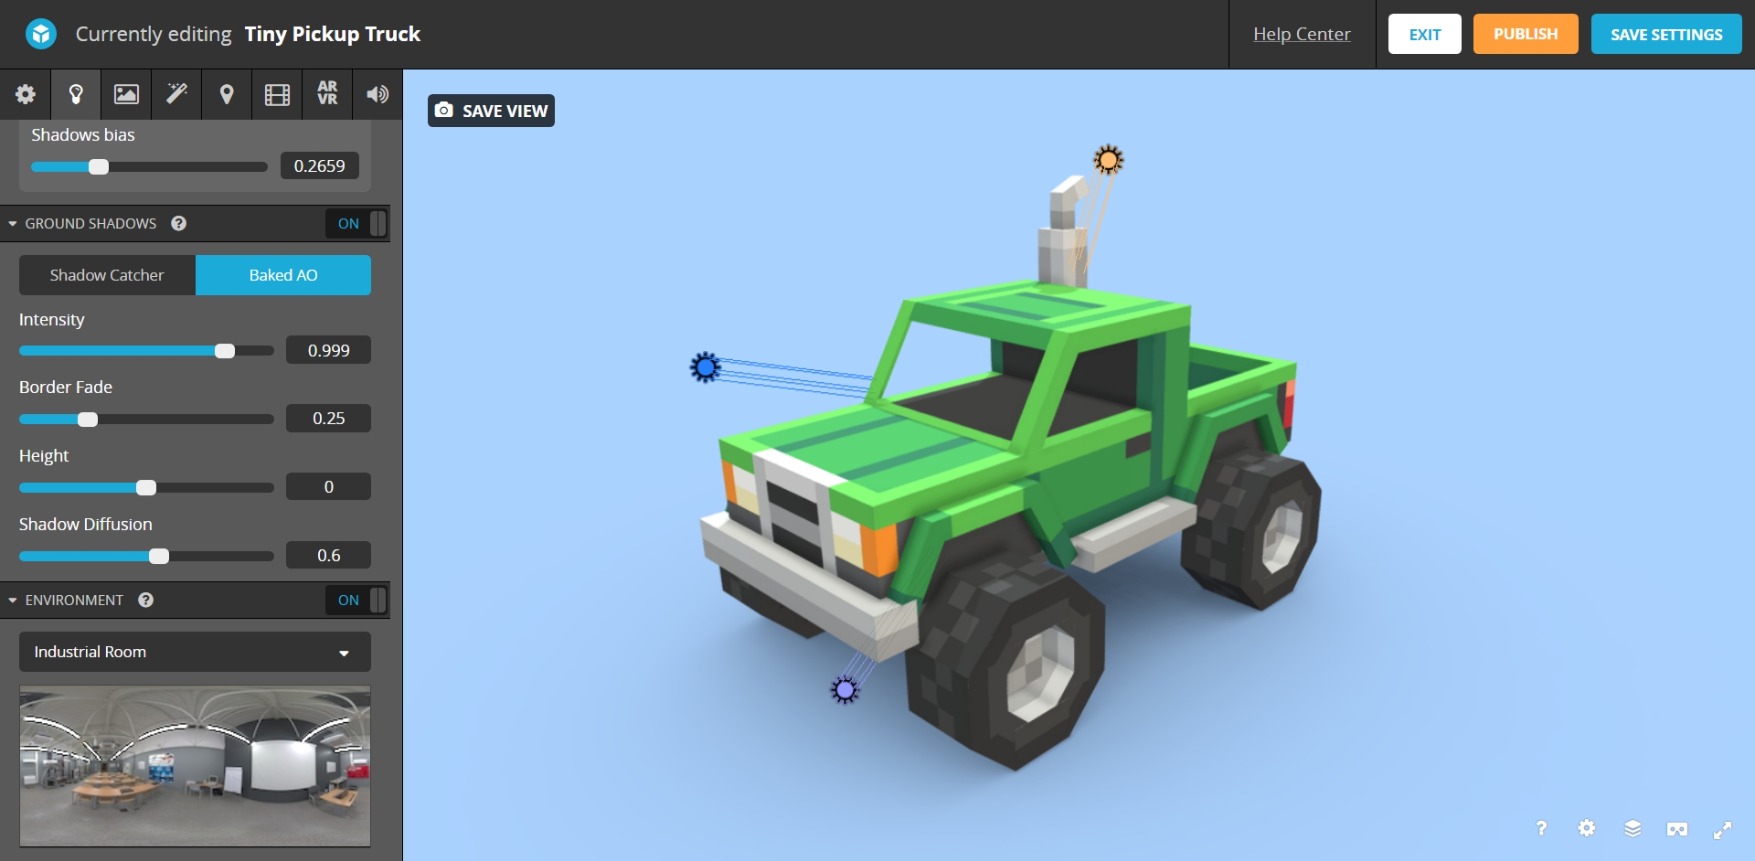 Currently editing Tiny Pickup Truck
Help Center
EXIT
PUBLISH
SAVE SETTINGS
AR
VR
SAVE VIEW
Shadows bias
0.2659
GROUND SHADOWS ?
ON
Shadow Catcher
Baked AO
Intensity
0.999
Border Fade
0.25
Height
0
Shadow Diffusion
0.6
ENVIRONMENT ?
ON
Industrial Room
?